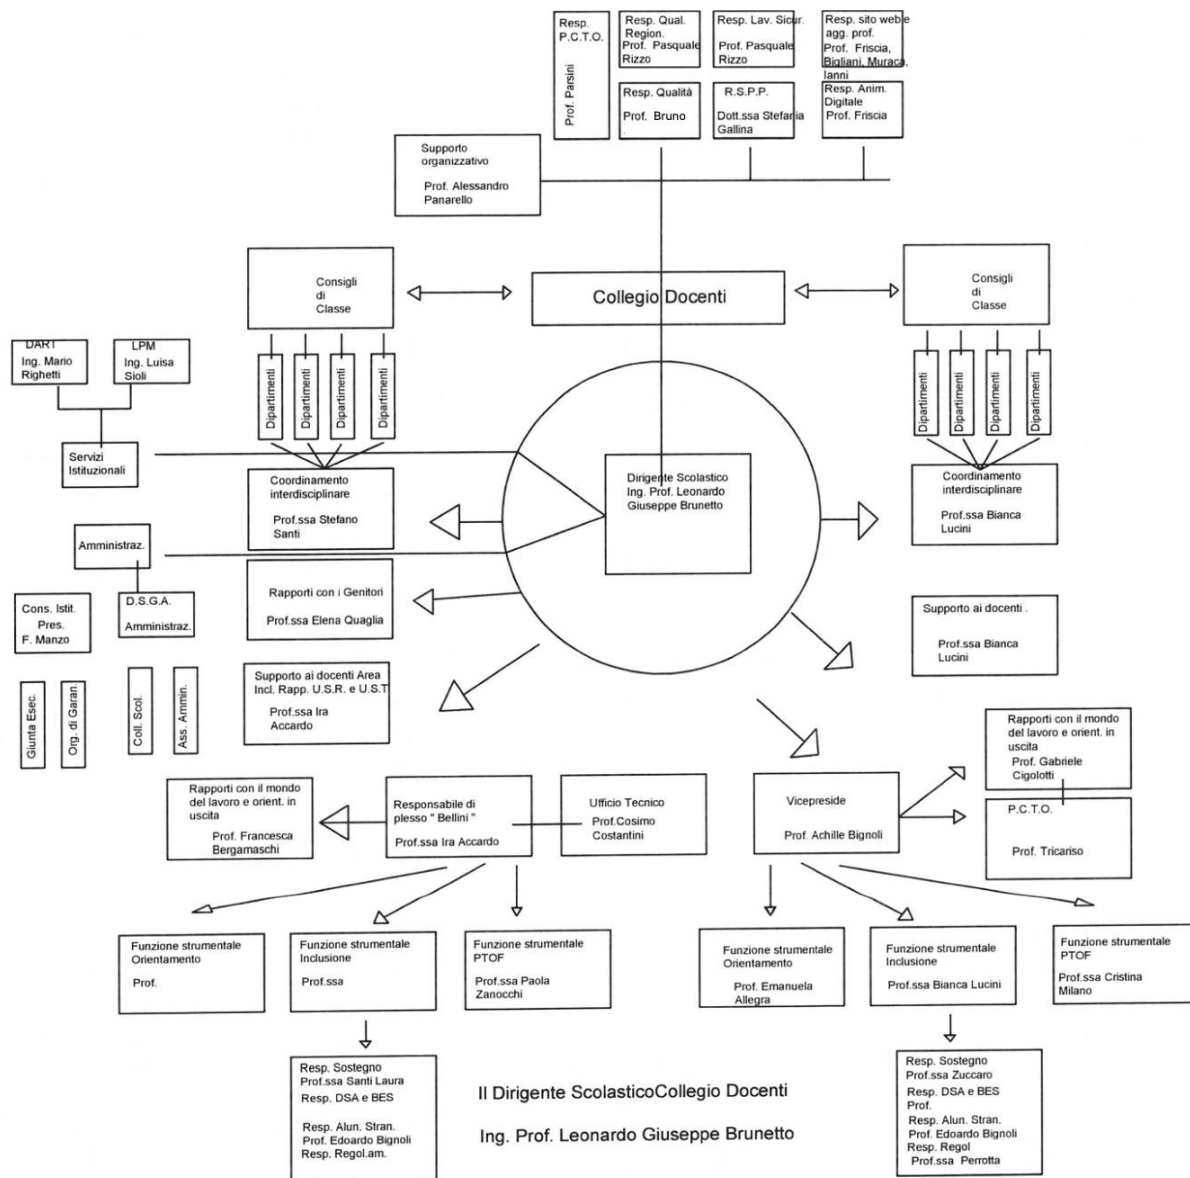 Resp.
P.C.T.O.
Prof. Parsini
Resp. Qual.
Region.
Prof. Pasquale
Rizzo
Resp. Lav. Sicur.
Prof. Pasquale
Rizzo
Resp. sito web e
agg. prof.
Prof. Friscia,
Bigliani, Muraca,
Ianni
Resp. Qualità
Prof. Bruno
R.S.P.P.
Dott.ssa Stefania
Gallina
Resp. Anim.
Digitale
Prof. Friscia
Supporto
organizzativo
Prof. Alessandro
Panarello
Consigli
di
Classe
Collegio Docenti
Consigli
di
Classe
DART
Ing. Mario
Righetti
LPM
Ing. Luisa
Sioli
Dipartimenti
Dipartimenti
Dipartimenti
Dipartimenti
Dipartimenti
Dipartimenti
Dipartimenti
Dipartimenti
Servizi
Istituzionali
Coordinamento
interdisciplinare
Prof.ssa Stefano
Santi
Dirigente Scolastico
Ing. Prof. Leonardo
Giuseppe Brunetto
Coordinamento
interdisciplinare
Prof.ssa Bianca
Lucini
Amministraz.
Rapporti con i Genitori
Prof.ssa Elena Quaglia
Cons. Istit.
Pres.
F. Manzo
D.S.G.A.
Amministraz.
Supporto ai docenti .
Prof.ssa Bianca
Lucini
Giunta Esec.
Org. di Garan.
Coll. Scol.
Ass. Ammin.
Supporto ai docenti Area
Incl. Rapp. U.S.R. e U.S.T
Prof.ssa Ira
Accardo
Rapporti con il mondo
del lavoro e orient. in
uscita
Prof. Gabriele
Cigolotti
Rapporti con il mondo
del lavoro e orient. in
uscita
Prof. Francesca
Bergamaschi
Responsabile di
plesso " Bellini "
Prof.ssa Ira Accardo
Ufficio Tecnico
Prof.Cosimo
Costantini
Vicepreside
Prof. Achille Bignoli
P.C.T.O.
Prof. Tricariso
Funzione strumentale
Orientamento
Prof.
Funzione strumentale
Inclusione
Prof.ssa
Funzione strumentale
PTOF
Prof.ssa Paola
Zanocchi
Funzione strumentale
Orientamento
Prof. Emanuela
Allegra
Funzione strumentale
Inclusione
Prof.ssa Bianca Lucini
Funzione strumentale
PTOF
Prof.ssa Cristina
Milano
Resp. Sostegno
Prof.ssa Santi Laura
Resp. DSA e BES
Resp. Alun. Stran.
Prof. Edoardo Bignoli
Resp. Regol.am.
Il Dirigente ScolasticoCollegio Docenti
Ing. Prof. Leonardo Giuseppe Brunetto
Resp. Sostegno
Prof.ssa Zuccaro
Resp. DSA e BES
Prof.
Resp. Alun. Stran.
Prof. Edoardo Bignoli
Resp. Regol
Prof.ssa Perrotta